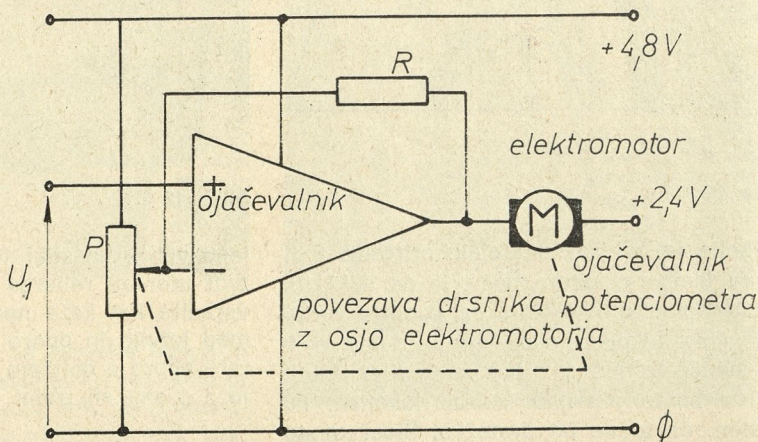 +4,8V
R
elektromotor
+
ojačevalnik
M
+2,4V
P
−
U₁
ojačevalnik
povezava drsnika potenciometra
z osjo elektromotorja
ϕ